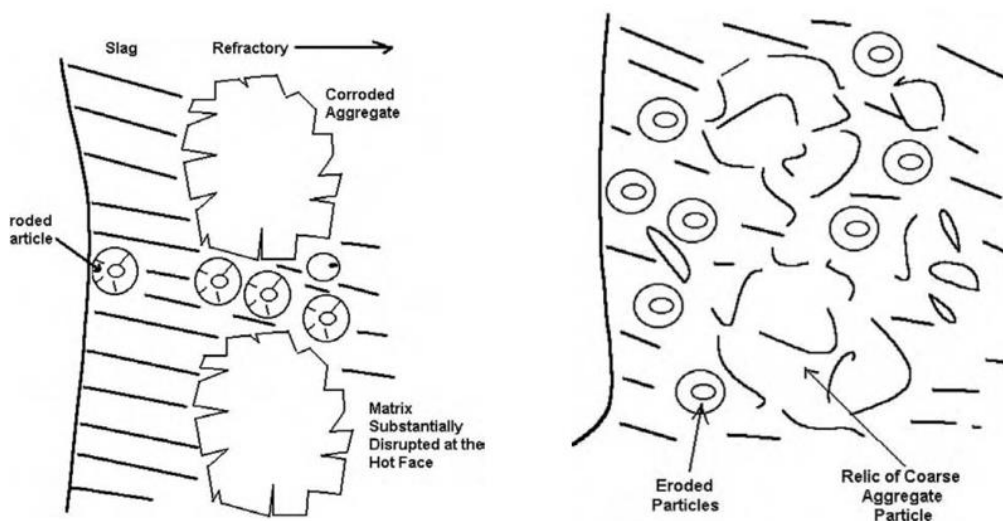 Slag
Refractory
Corroded
Aggregate
roded
article
Matrix
Substantially
Disrupted at the
Hot Face
Eroded
Particles
Relic of Coarse
Aggregate
Particle